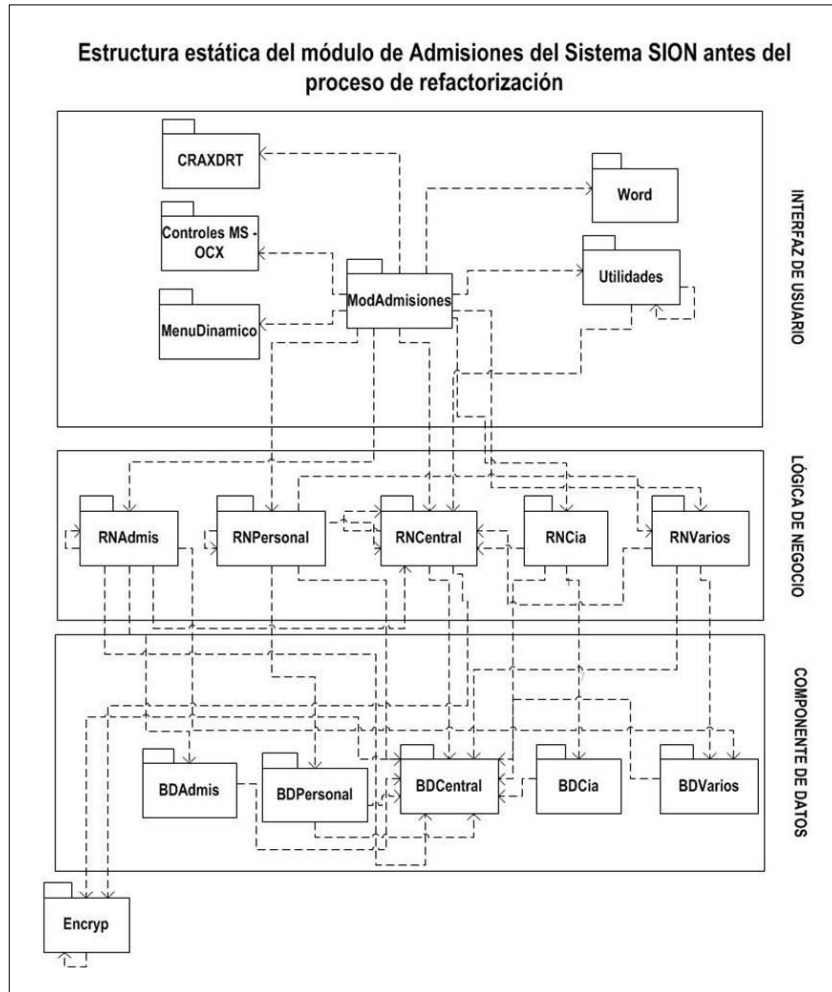 Estructura estática del módulo de Admisiones del Sistema SION antes del
proceso de refactorización
CRAXDRT
Word
Controles MS -
OCX
Utilidades
ModAdmisiones
MenuDinamico
INTERFAZ DE USUARIO
RNAdmis
RNPersonal
RNCentral
RNCia
RNVarios
LÓGICA DE NEGOCIO
BDAdmis
BDPersonal
BDCentral
BDCia
BDVarios
COMPONENTE DE DATOS
Encryp